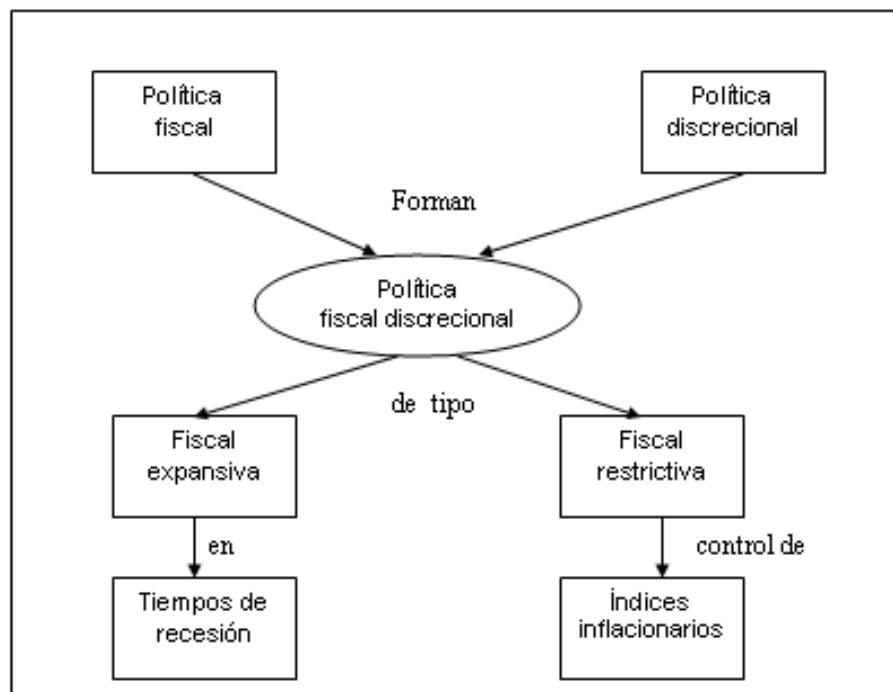 Política
fiscal
Política
discrecional
Forman
Política
fiscal discrecional
de tipo
Fiscal
expansiva
Fiscal
restrictiva
en
control de
Tiempos de
recesión
Índices
inflacionarios